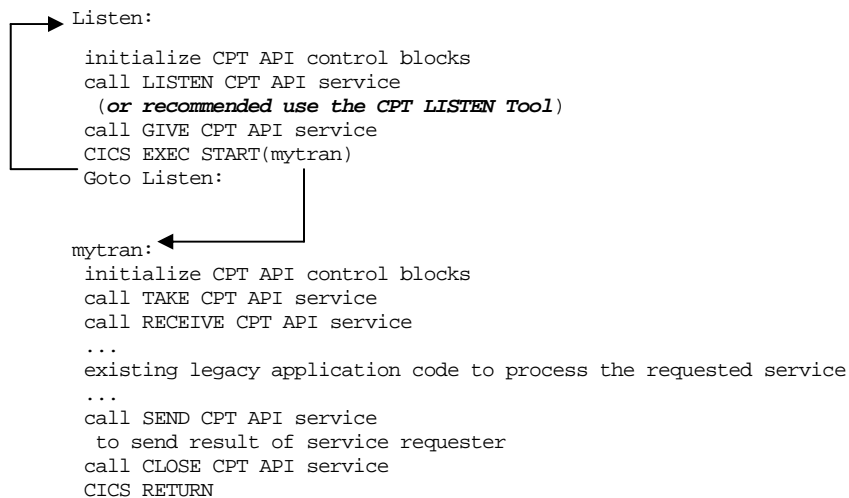 Listen:
initialize CPT API control blocks
call LISTEN CPT API service
(or recommended use the CPT LISTEN Tool)
call GIVE CPT API service
CICS EXEC START(mytran)
Goto Listen:
mytran:
initialize CPT API control blocks
call TAKE CPT API service
call RECEIVE CPT API service
...
existing legacy application code to process the requested service
...
call SEND CPT API service
to send result of service requester
call CLOSE CPT API service
CICS RETURN